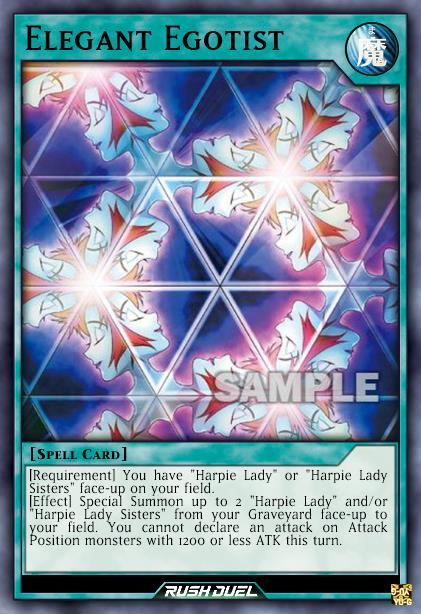 Elegant Egotist
ま
魔
SAMPLE
[Spell Card]
[Requirement] You have "Harpie Lady" or "Harpie Lady
Sisters" face-up on your field.
[Effect] Special Summon up to 2 "Harpie Lady" and/or
"Harpie Lady Sisters" from your Graveyard face-up to
your field. You cannot declare an attack on Attack
Position monsters with 1200 or less ATK this turn.
RUSH DUEL